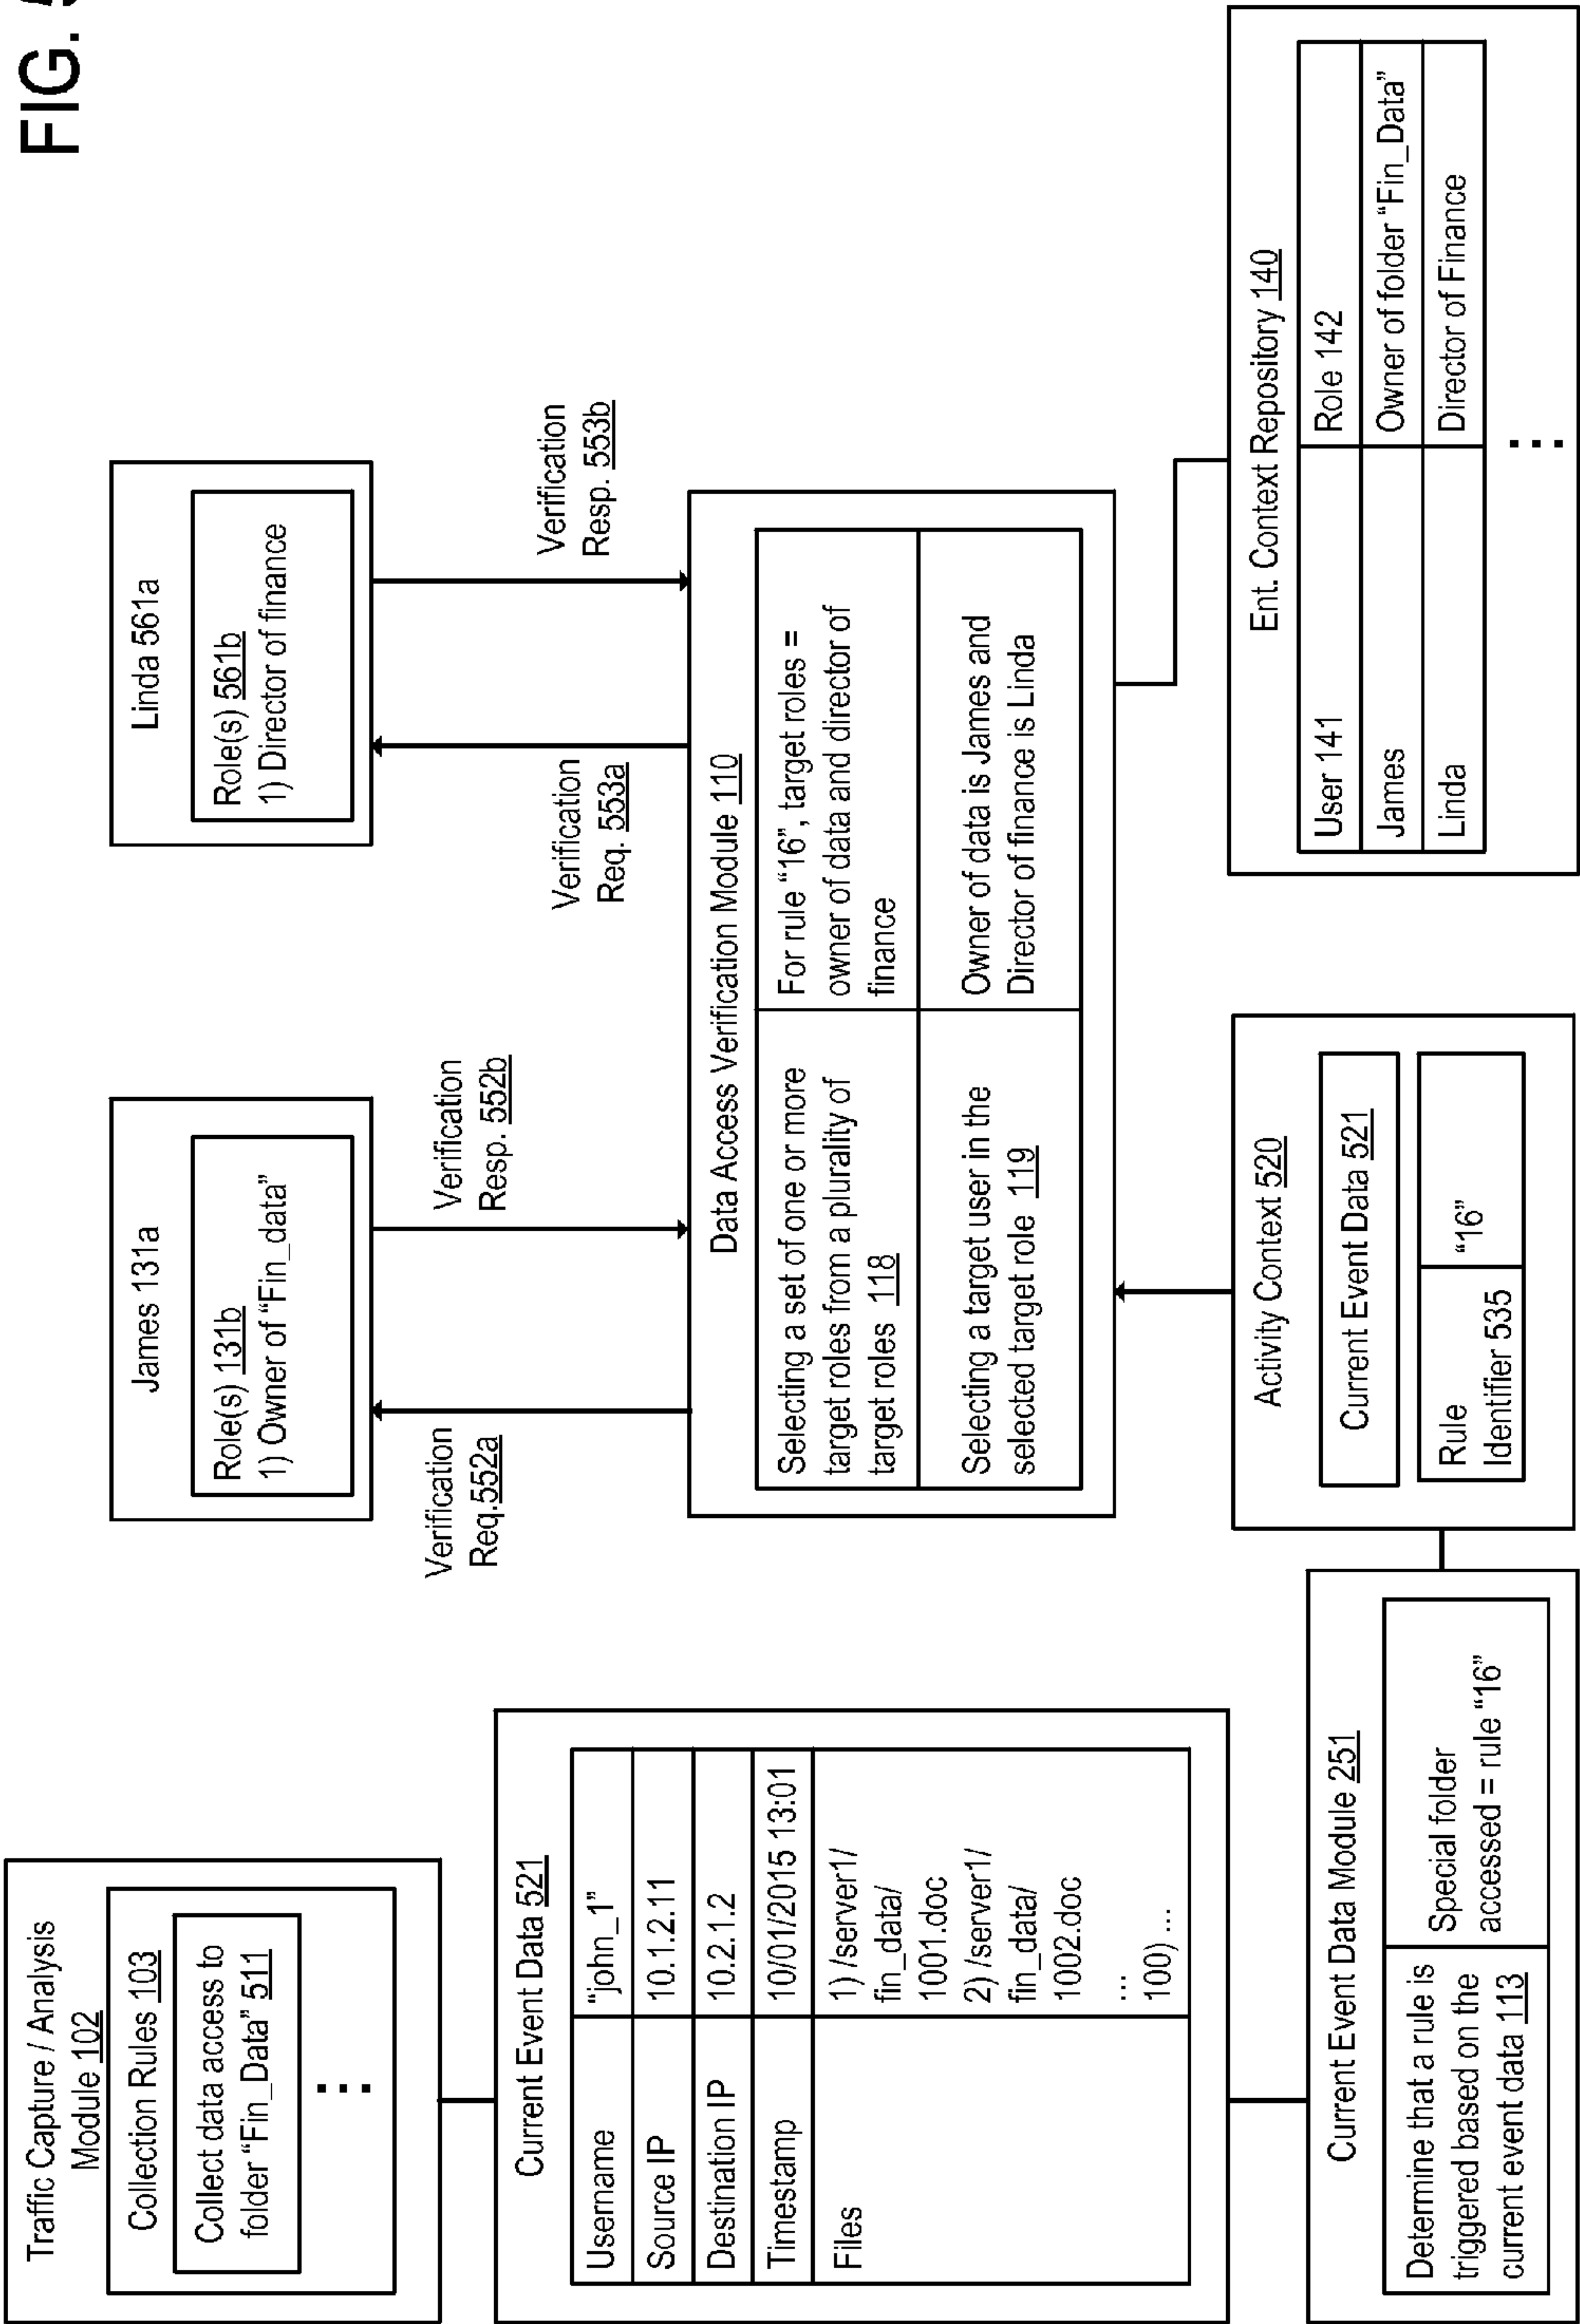 FIG.
Traffic Capture / Analysis
Module 102
Collection Rules 103
Collect data access to
folder “Fin_Data” 511
⋮
Current Event Data 521
Username “john_1”
Source IP 10.1.2.11
Destination IP 10.2.1.2
Timestamp 10/01/2015 13:01
Files
1) /server1/
fin_data/
1001.doc
2) /server1/
fin_data/
1002.doc
...
100) ...
Current Event Data Module 251
Determine that a rule is
triggered based on the
current event data 113
Special folder
accessed = rule “16”
James 131a
Role(s) 131b
1) Owner of “Fin_data”
Verification
Req.552a
Verification
Resp. 552b
Linda 561a
Role(s) 561b
1) Director of finance
Verification
Req. 553a
Verification
Resp. 553b
Data Access Verification Module 110
Selecting a set of one or more
target roles from a plurality of
target roles 118
For rule “16”, target roles =
owner of data and director of
finance
Selecting a target user in the
selected target role 119
Owner of data is James and
Director of finance is Linda
Activity Context 520
Current Event Data 521
Rule
Identifier 535
“16”
Ent. Context Repository 140
User 141 Role 142
James Owner of folder “Fin_Data”
Linda Director of Finance
⋮